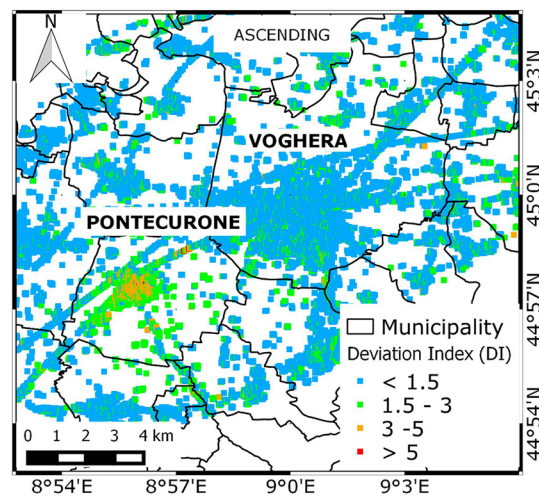 N
ASCENDING
VOGHERA
PONTECURONE
Municipality
Deviation Index (DI)
< 1.5
1.5 - 3
3 -5
> 5
0 1 2 3 4 km
45°3'N
45°0'N
44°57'N
44°54'N
8°54'E 8°57'E 9°0'E 9°3'E